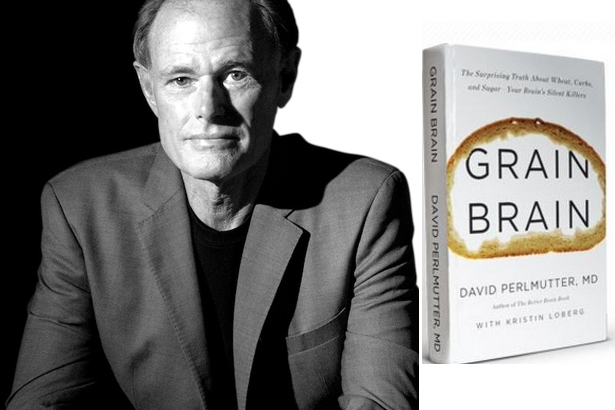 GRAIN BRAIN DAVID PERLMUTTER, MD
The Surprising Truth About Wheat, Carbs,
and Sugar - Your Brain's Silent Killers
GRAIN
BRAIN
DAVID PERLMUTTER, MD
Author of The Better Brain Book
WITH KRISTIN LOBERG